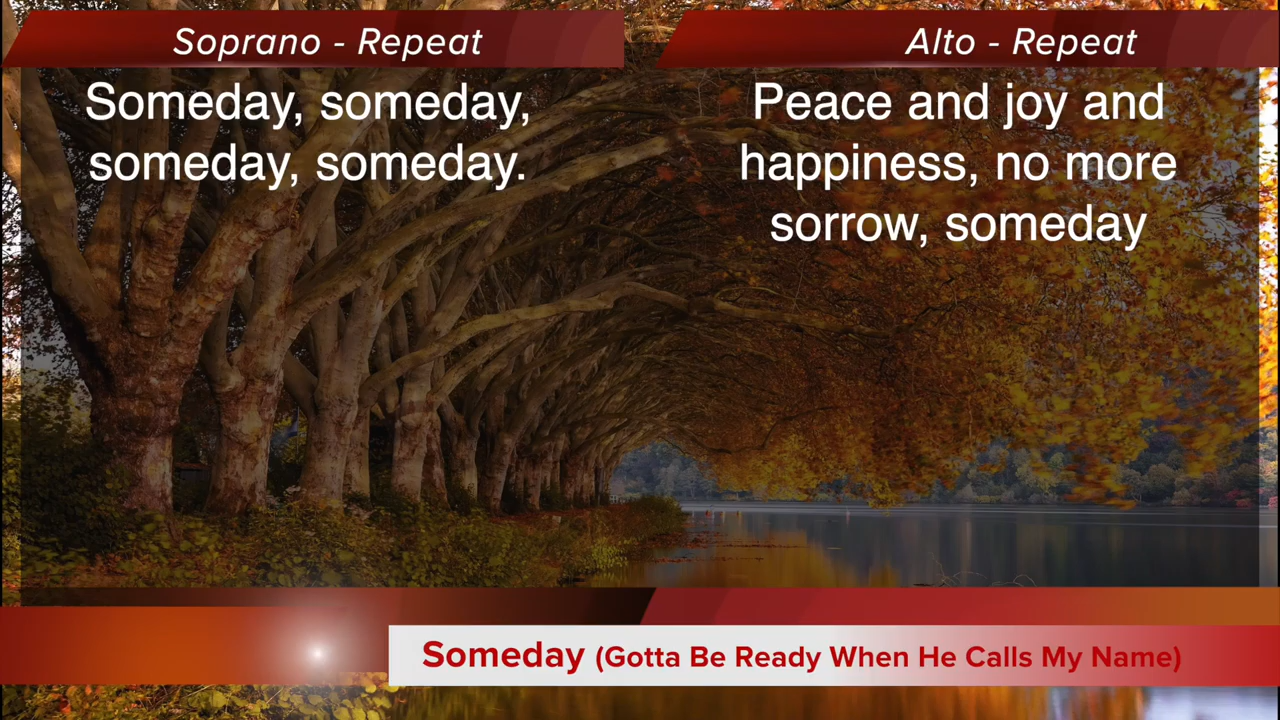 Soprano - Repeat
Someday, someday,
someday, someday.
Alto - Repeat
Peace and joy and
happiness, no more
sorrow, someday
Someday (Gotta Be Ready When He Calls My Name)